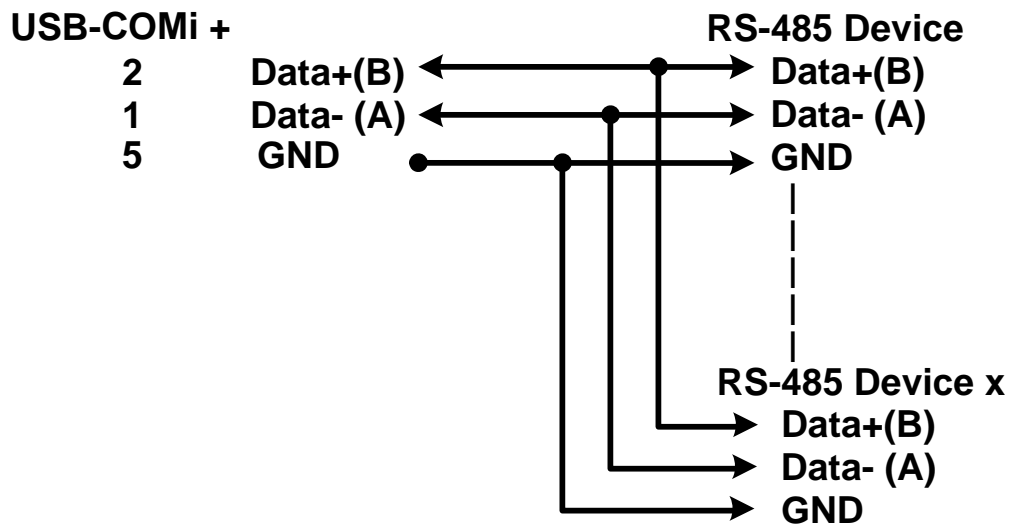 USB-COMi + RS-485 Device
2 Data+(B) Data+(B)
1 Data- (A) Data- (A)
5 GND GND
RS-485 Device x
Data+(B)
Data- (A)
GND